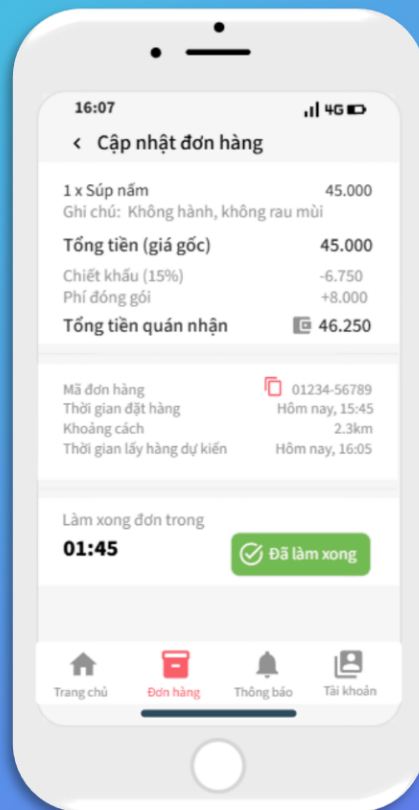 16:07 4G
Cập nhật đơn hàng
1 x Súp nấm 45.000
Ghi chú: Không hành, không rau mùi
Tổng tiền (giá gốc) 45.000
Chiết khấu (15%) -6.750
Phí đóng gói +8.000
Tổng tiền quán nhận 46.250
Mã đơn hàng 01234-56789
Thời gian đặt hàng Hôm nay, 15:45
Khoảng cách 2.3km
Thời gian lấy hàng dự kiến Hôm nay, 16:05
Làm xong đơn trong
01:45
Đã làm xong
Trang chủ Đơn hàng Thông báo Tài khoản